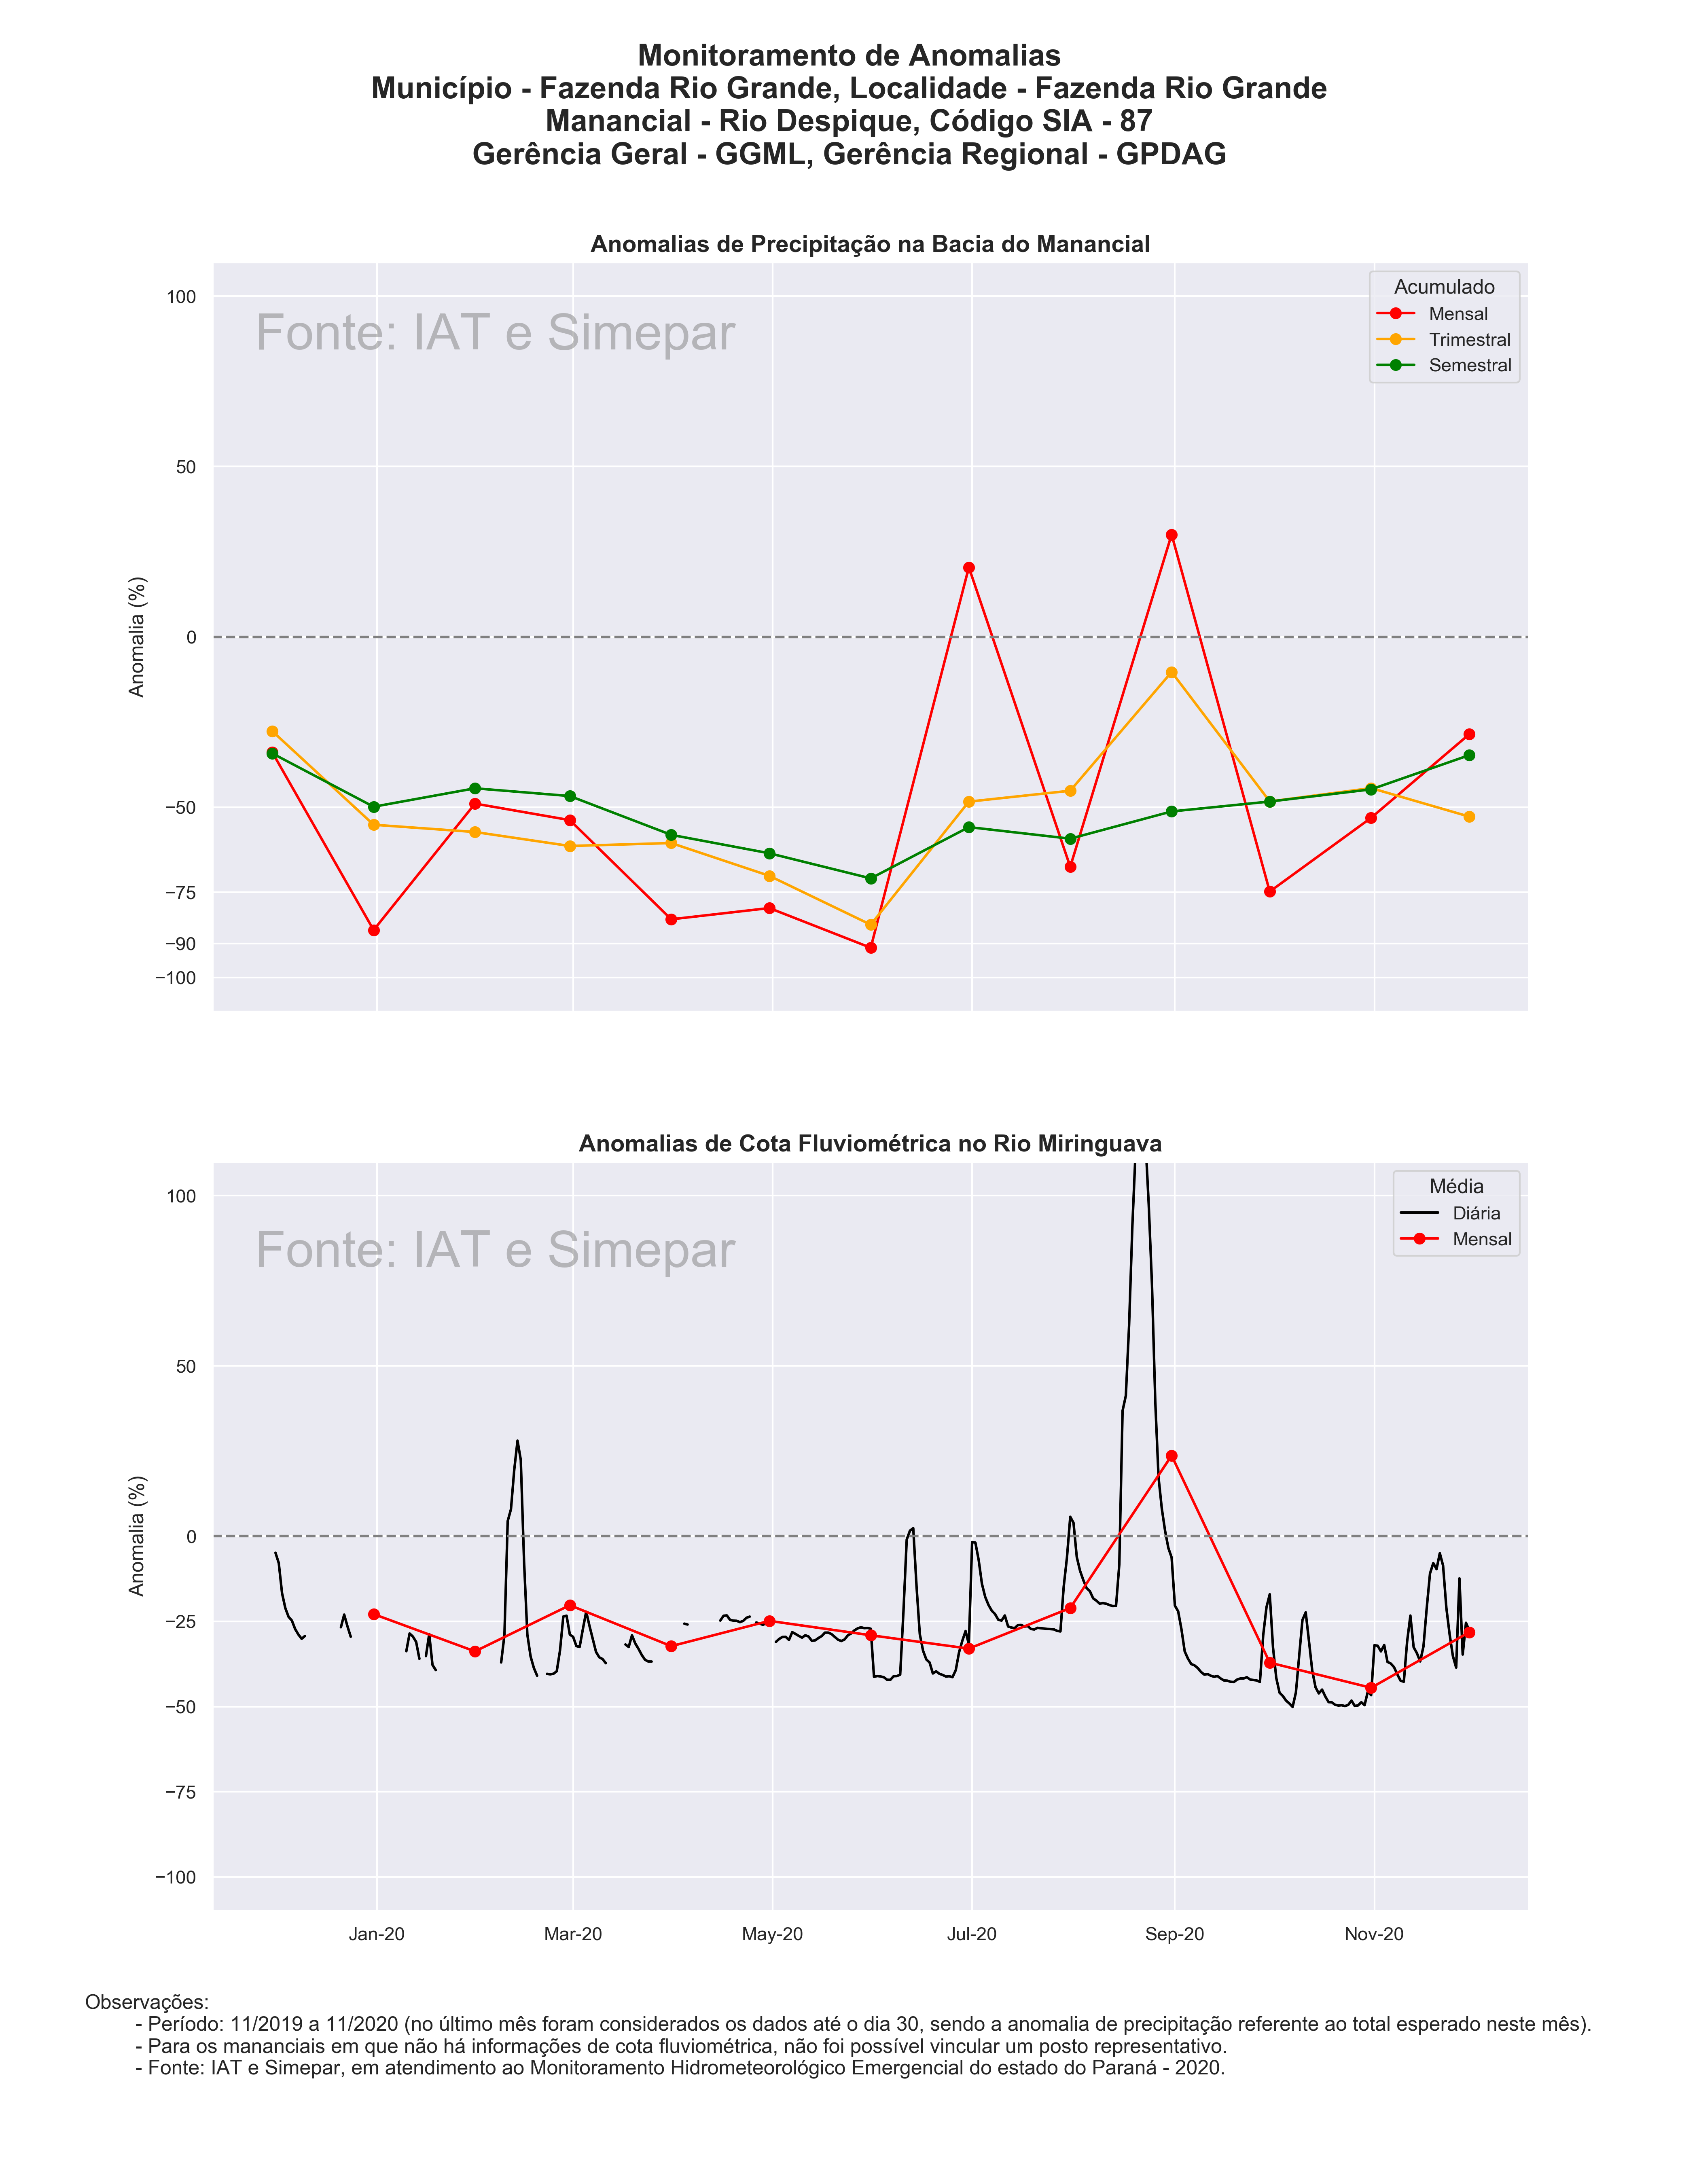 Monitoramento de Anomalias
Município - Fazenda Rio Grande, Localidade - Fazenda Rio Grande
Manancial - Rio Despique, Código SIA - 87
Gerência Geral - GGML, Gerência Regional - GPDAG
Anomalias de Precipitação na Bacia do Manancial
Fonte: IAT e Simepar
Acumulado
Mensal
Trimestral
Semestral
Anomalia (%)
100
50
0
−50
−75
−90
−100
Anomalias de Cota Fluviométrica no Rio Miringuava
Fonte: IAT e Simepar
Média
Diária
Mensal
Anomalia (%)
100
50
0
−25
−50
−75
−100
Jan-20 Mar-20 May-20 Jul-20 Sep-20 Nov-20
Observações:
- Período: 11/2019 a 11/2020 (no último mês foram considerados os dados até o dia 30, sendo a anomalia de precipitação referente ao total esperado neste mês).
- Para os mananciais em que não há informações de cota fluviométrica, não foi possível vincular um posto representativo.
- Fonte: IAT e Simepar, em atendimento ao Monitoramento Hidrometeorológico Emergencial do estado do Paraná - 2020.